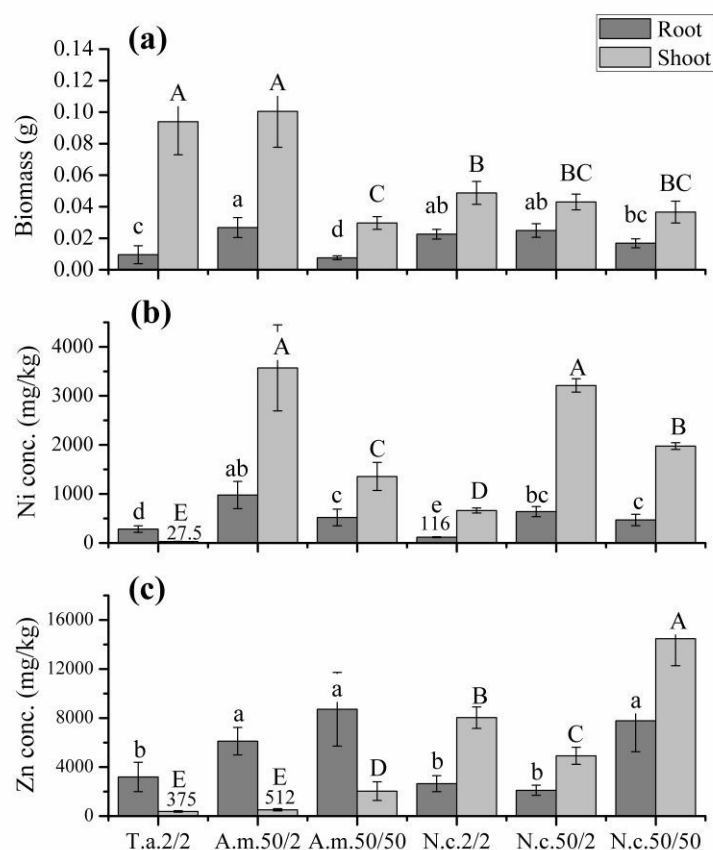 (a)
Root
Shoot
0.14
0.12
0.10
0.08
0.06
0.04
0.02
0.00
Biomass (g)
c A a A d C ab B ab BC bc BC
(b)
4000
3000
2000
1000
0
Ni conc. (mg/kg)
d E 27.5 ab A c C e 116 D bc A c B
(c)
16000
12000
8000
4000
0
Zn conc. (mg/kg)
b E 375 a E 512 a D b B b C a A
T.a.2/2 A.m.50/2 A.m.50/50 N.c.2/2 N.c.50/2 N.c.50/50